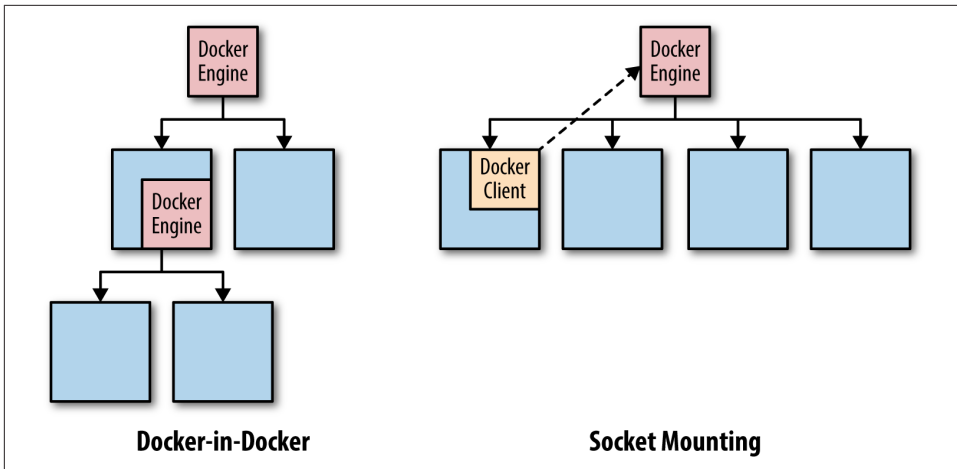 Docker
Engine
Docker
Engine
Docker-in-Docker
Docker
Engine
Docker
Client
Socket Mounting